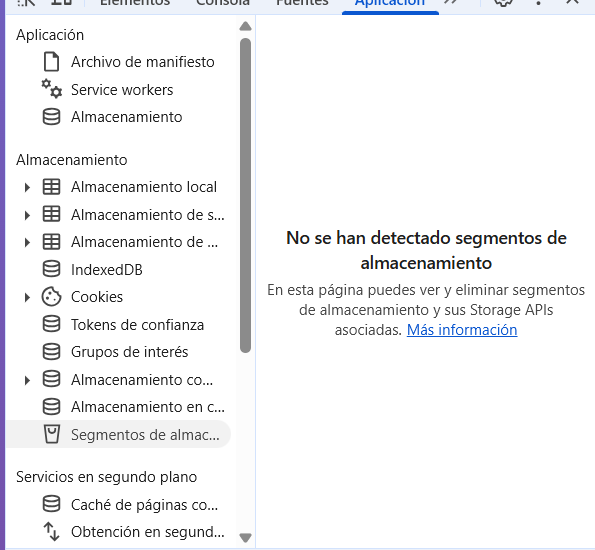 Elementos Consola Fuentes Aplicación
Aplicación
Archivo de manifiesto
Service workers
Almacenamiento
Almacenamiento
Almacenamiento local
Almacenamiento de s...
Almacenamiento de ...
IndexedDB
Cookies
Tokens de confianza
Grupos de interés
Almacenamiento co...
Almacenamiento en c...
Segmentos de almac...
Servicios en segundo plano
Caché de páginas co...
Obtención en segund...
No se han detectado segmentos de
almacenamiento
En esta página puedes ver y eliminar segmentos
de almacenamiento y sus Storage APIs
asociadas. Más información